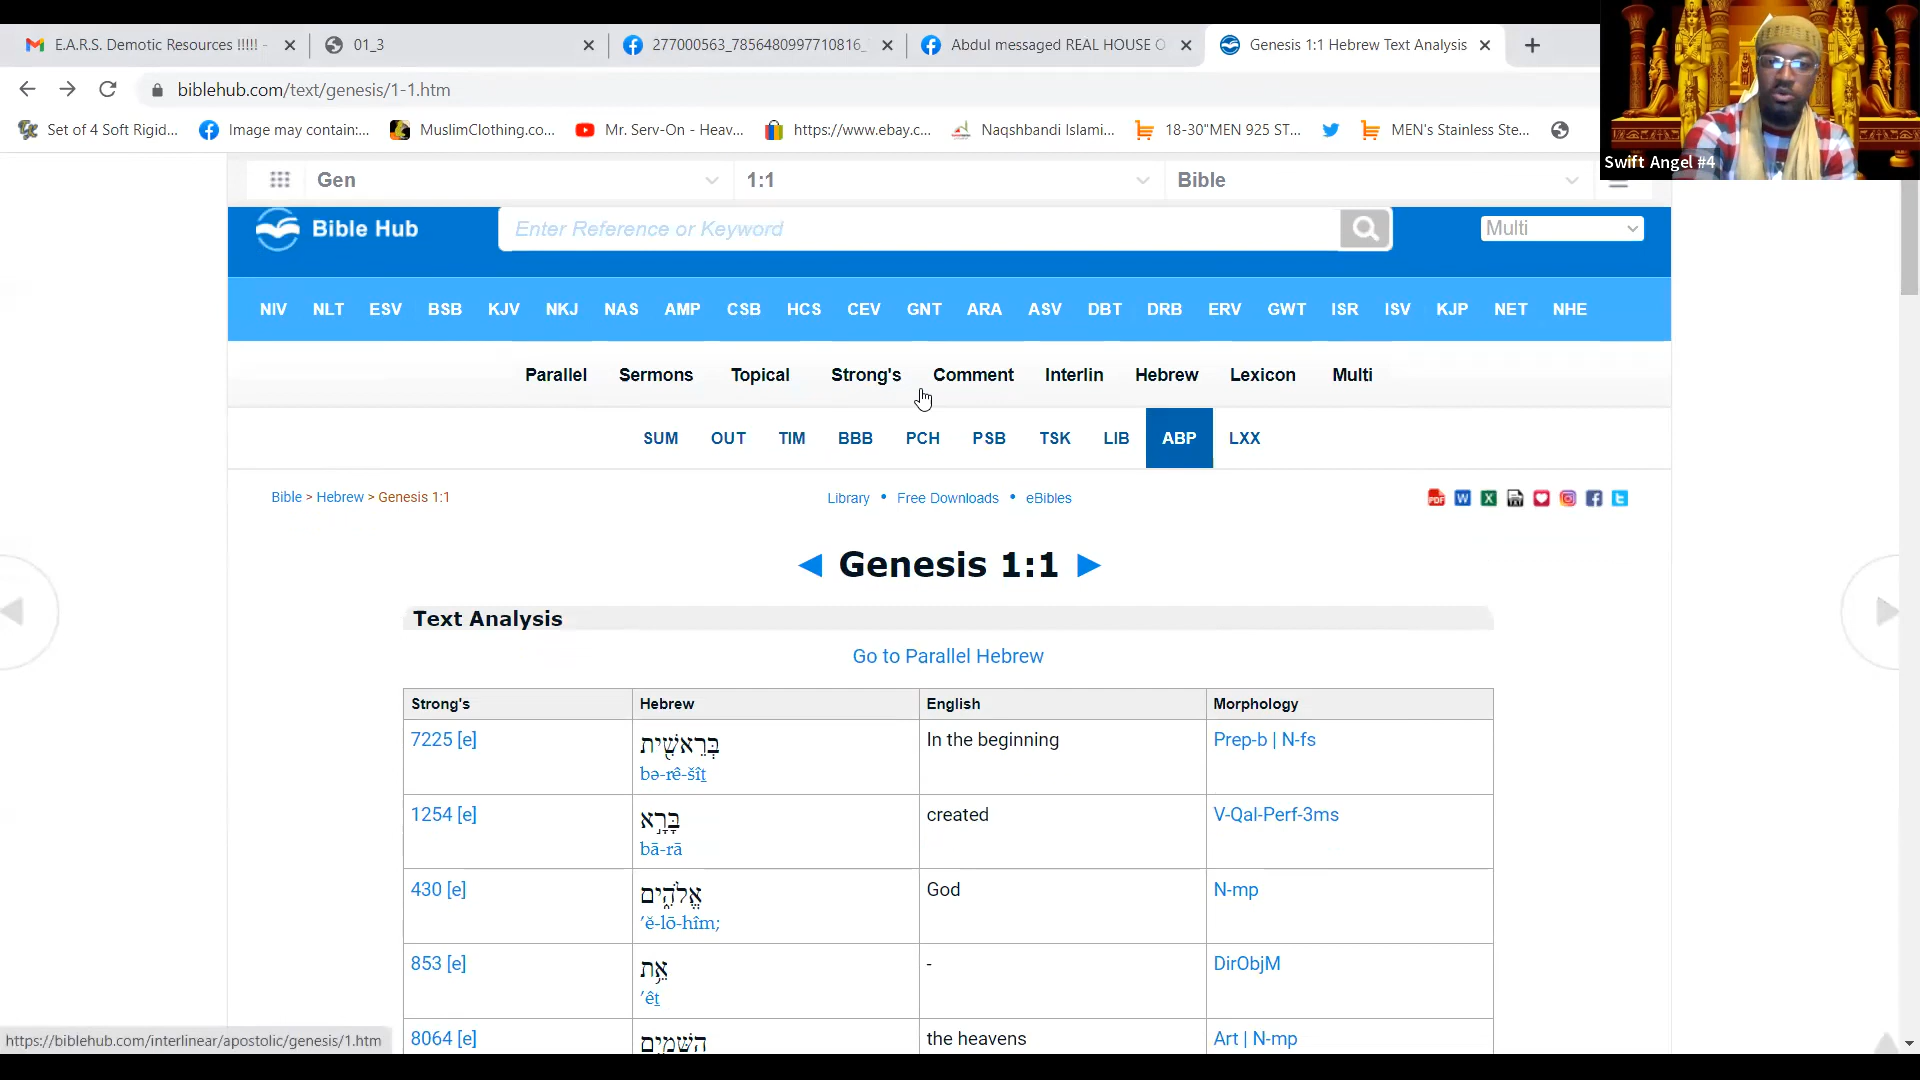 E.A.R.S. Demotic Resources !!!!! -
01_3
277000563_7856480997710816_
Abdul messaged REAL HOUSE O
Genesis 1:1 Hebrew Text Analysis
biblehub.com/text/genesis/1-1.htm
Set of 4 Soft Rigid...
Image may contain:...
MuslimClothing.co...
Mr. Serv-On - Heav...
https://www.ebay.c...
Naqshbandi Islami...
18-30"MEN 925 ST...
MEN's Stainless Ste...
Swift Angel #4
Gen
1:1
Bible
Bible Hub
Enter Reference or Keyword
Multi
NIV NLT ESV BSB KJV NKJ NAS AMP CSB HCS CEV GNT ARA ASV DBT DRB ERV GWT ISR ISV KJP NET NHE
Parallel Sermons Topical Strong's Comment Interlin Hebrew Lexicon Multi
SUM OUT TIM BBB PCH PSB TSK LIB ABP LXX
Bible > Hebrew > Genesis 1:1
Library • Free Downloads • eBibles
PDF W X TXT
◄ Genesis 1:1 ►
Text Analysis
Go to Parallel Hebrew
Strong's Hebrew English Morphology
7225 [e] בְּרֵאשִׁ֖ית In the beginning Prep-b | N-fs
bə-rê-šîṯ
1254 [e] בָּרָ֣א created V-Qal-Perf-3ms
bā-rā
430 [e] אֱלֹהִ֑ים God N-mp
’ĕ-lō-hîm;
853 [e] אֵ֥ת - DirObjM
’êṯ
8064 [e] הַשָּׁמַ֖יִם the heavens Art | N-mp
https://biblehub.com/interlinear/apostolic/genesis/1.htm